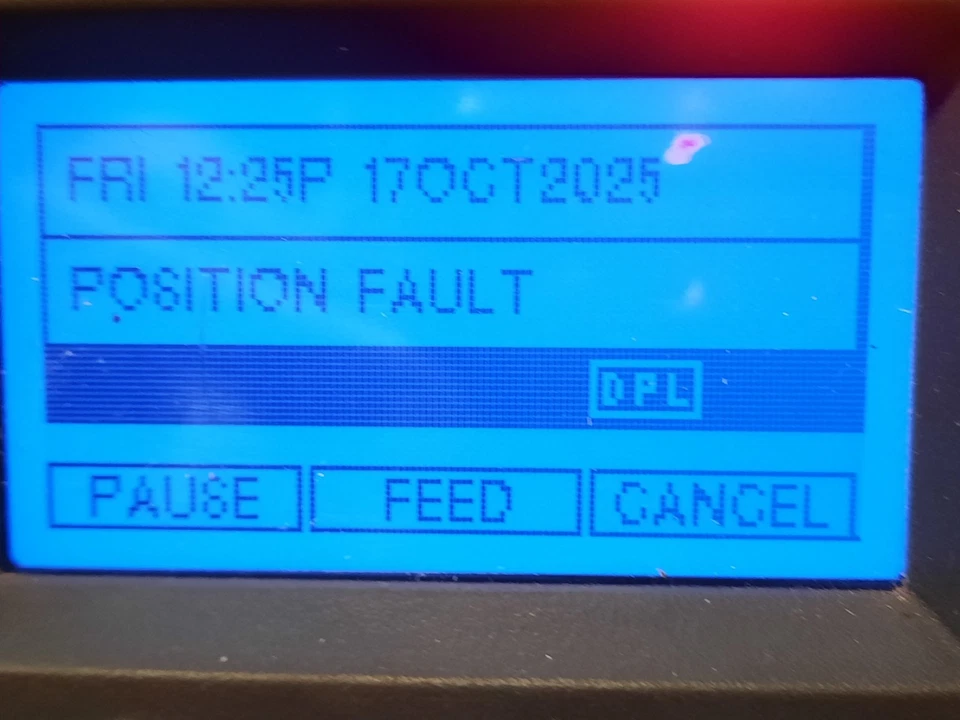 FRI 12:25P 17OCT2025
POSITION FAULT
DPL
PAUSE FEED CANCEL